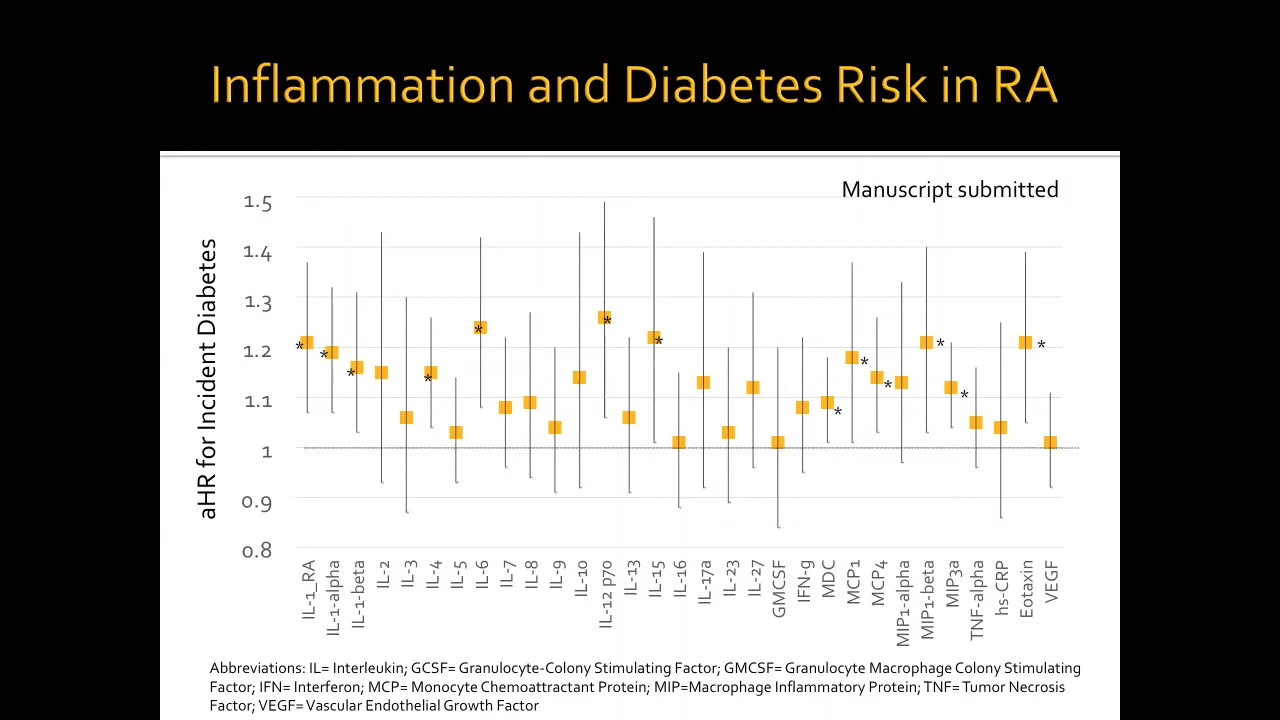 Inflammation and Diabetes Risk in RA
Manuscript submitted
aHR for Incident Diabetes
1.5
1.4
1.3
1.2
1.1
1
0.9
0.8
* * * * * * * * * * * * *
IL-1_RA
IL-1-alpha
IL-1-beta
IL-2
IL-3
IL-4
IL-5
IL-6
IL-7
IL-8
IL-9
IL-10
IL-12 p70
IL-13
IL-15
IL-16
IL-17a
IL-23
IL-27
GMCSF
IFN-g
MDC
MCP1
MCP4
MIP1-alpha
MIP1-beta
MIP3a
TNF-alpha
hs-CRP
Eotaxin
VEGF
Abbreviations: IL= Interleukin; GCSF= Granulocyte-Colony Stimulating Factor; GMCSF= Granulocyte Macrophage Colony Stimulating
Factor; IFN= Interferon; MCP= Monocyte Chemoattractant Protein; MIP=Macrophage Inflammatory Protein; TNF= Tumor Necrosis
Factor; VEGF= Vascular Endothelial Growth Factor